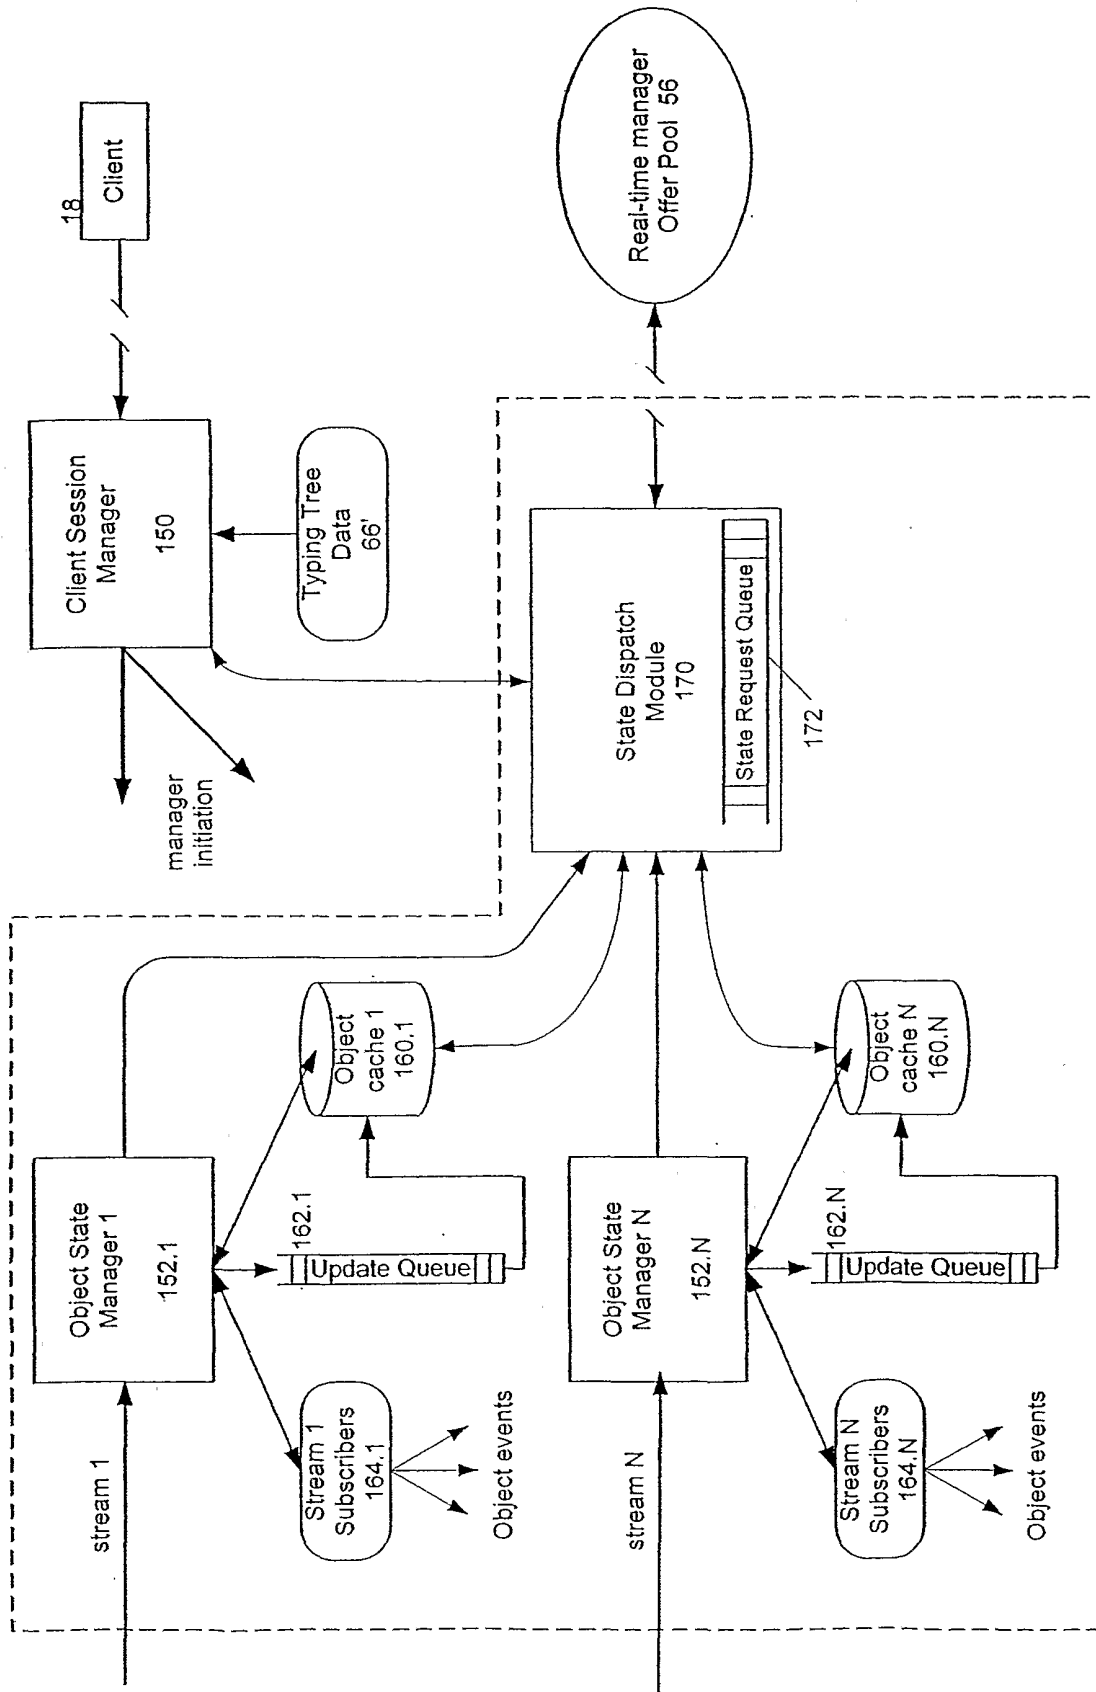 18
Client
Client Session
Manager
150
Typing Tree
Data
66'
manager
initiation
Real-time manager
Offer Pool 56
State Dispatch
Module
170
State Request Queue
172
stream 1
Object State
Manager 1
152.1
Object
cache 1
160.1
162.1
Update Queue
Stream 1
Subscribers
164.1
Object events
stream N
Object State
Manager N
152.N
Object
cache N
160.N
162.N
Update Queue
Stream N
Subscribers
164.N
Object events